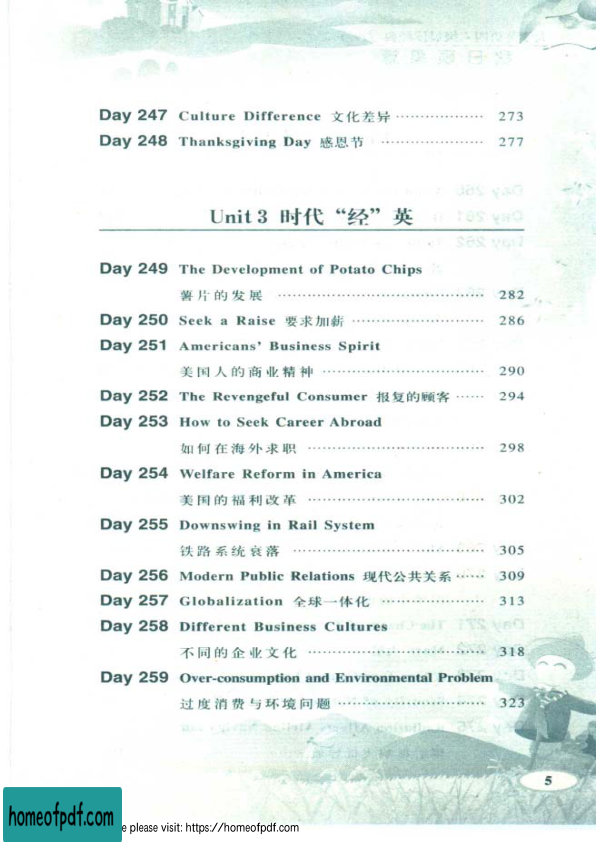 Day 247 Culture Difference 文化差异 ……………… 273
Day 248 Thanksgiving Day 感恩节 ………………… 277
Unit 3 时代“经”英
Day 249 The Development of Potato Chips
薯片的发展 …………………………………… 282
Day 250 Seek a Raise 要求加薪 ……………………… 286
Day 251 Americans' Business Spirit
美国人的商业精神 …………………………… 290
Day 252 The Revengeful Consumer 报复的顾客 …… 294
Day 253 How to Seek Career Abroad
如何在海外求职 ……………………………… 298
Day 254 Welfare Reform in America
美国的福利改革 ……………………………… 302
Day 255 Downswing in Rail System
铁路系统衰落 ………………………………… 305
Day 256 Modern Public Relations 现代公共关系 …… 309
Day 257 Globalization 全球一体化 ………………… 313
Day 258 Different Business Cultures
不同的企业文化 ……………………………… 318
Day 259 Over-consumption and Environmental Problem
过度消费与环境问题 ………………………… 323
5
homeofpdf.com
e please visit: https://homeofpdf.com